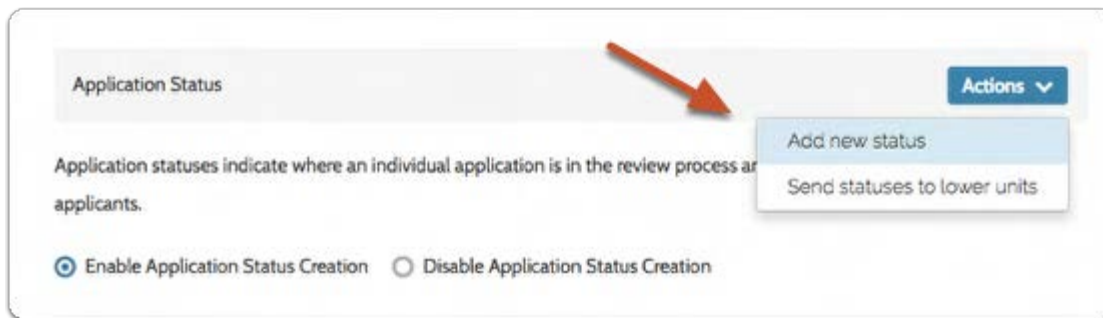 Application Status
Actions
Add new status
Send statuses to lower units
Application statuses indicate where an individual application is in the review process
applicants.
Enable Application Status Creation
Disable Application Status Creation